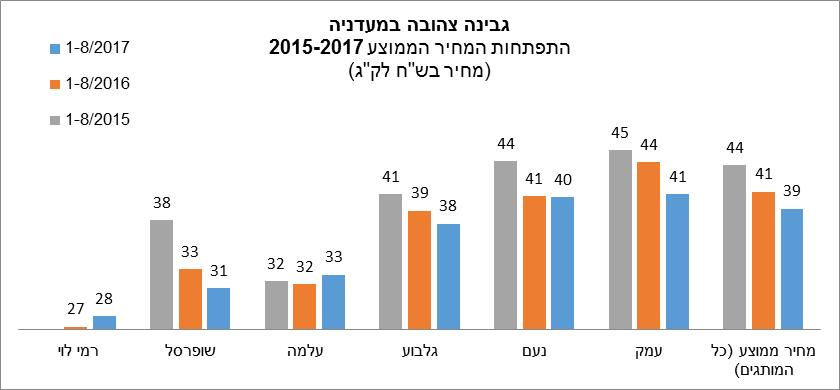 גבינה צהובה במעדניה
התפתחות המחיר הממוצע 2015-2017
(מחיר בש"ח לק"ג)
1-8/2017
1-8/2016
1-8/2015
27
28
38
33
31
32
32
33
41
39
38
44
41
40
45
44
41
44
41
39
רמי לוי
שופרסל
עלמה
גלבוע
נעם
עמק
מחיר ממוצע (כל
המותגים)